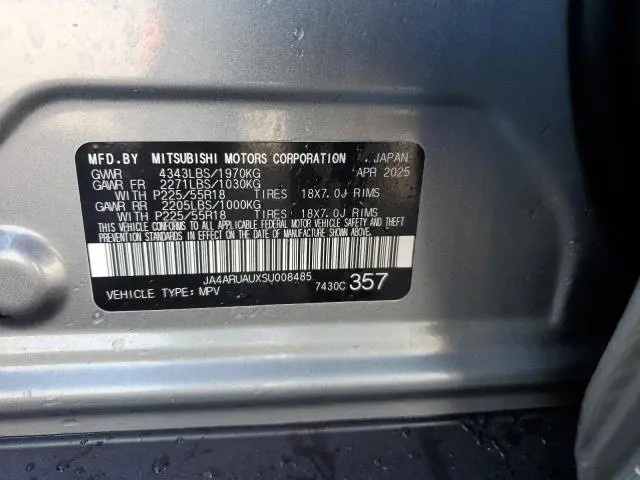 MFD.BY MITSUBISHI MOTORS CORPORATION JAPAN
GVWR 4343LBS/1970KG APR 2025
GAWR FR 2271LBS/1030KG
WITH P225/55R18 TIRES 18X7.0J RIMS
GAWR RR 2205LBS/1000KG
WITH P225/55R18 TIRES 18X7.0J RIMS
THIS VEHICLE CONFORMS TO ALL APPLICABLE FEDERAL MOTOR VEHICLE SAFETY AND THEFT
PREVENTION STANDARDS IN EFFECT ON THE DATE OF MANUFACTURE SHOWN ABOVE.
JA4ARUAUXSU008485
VEHICLE TYPE: MPV 7430C 357